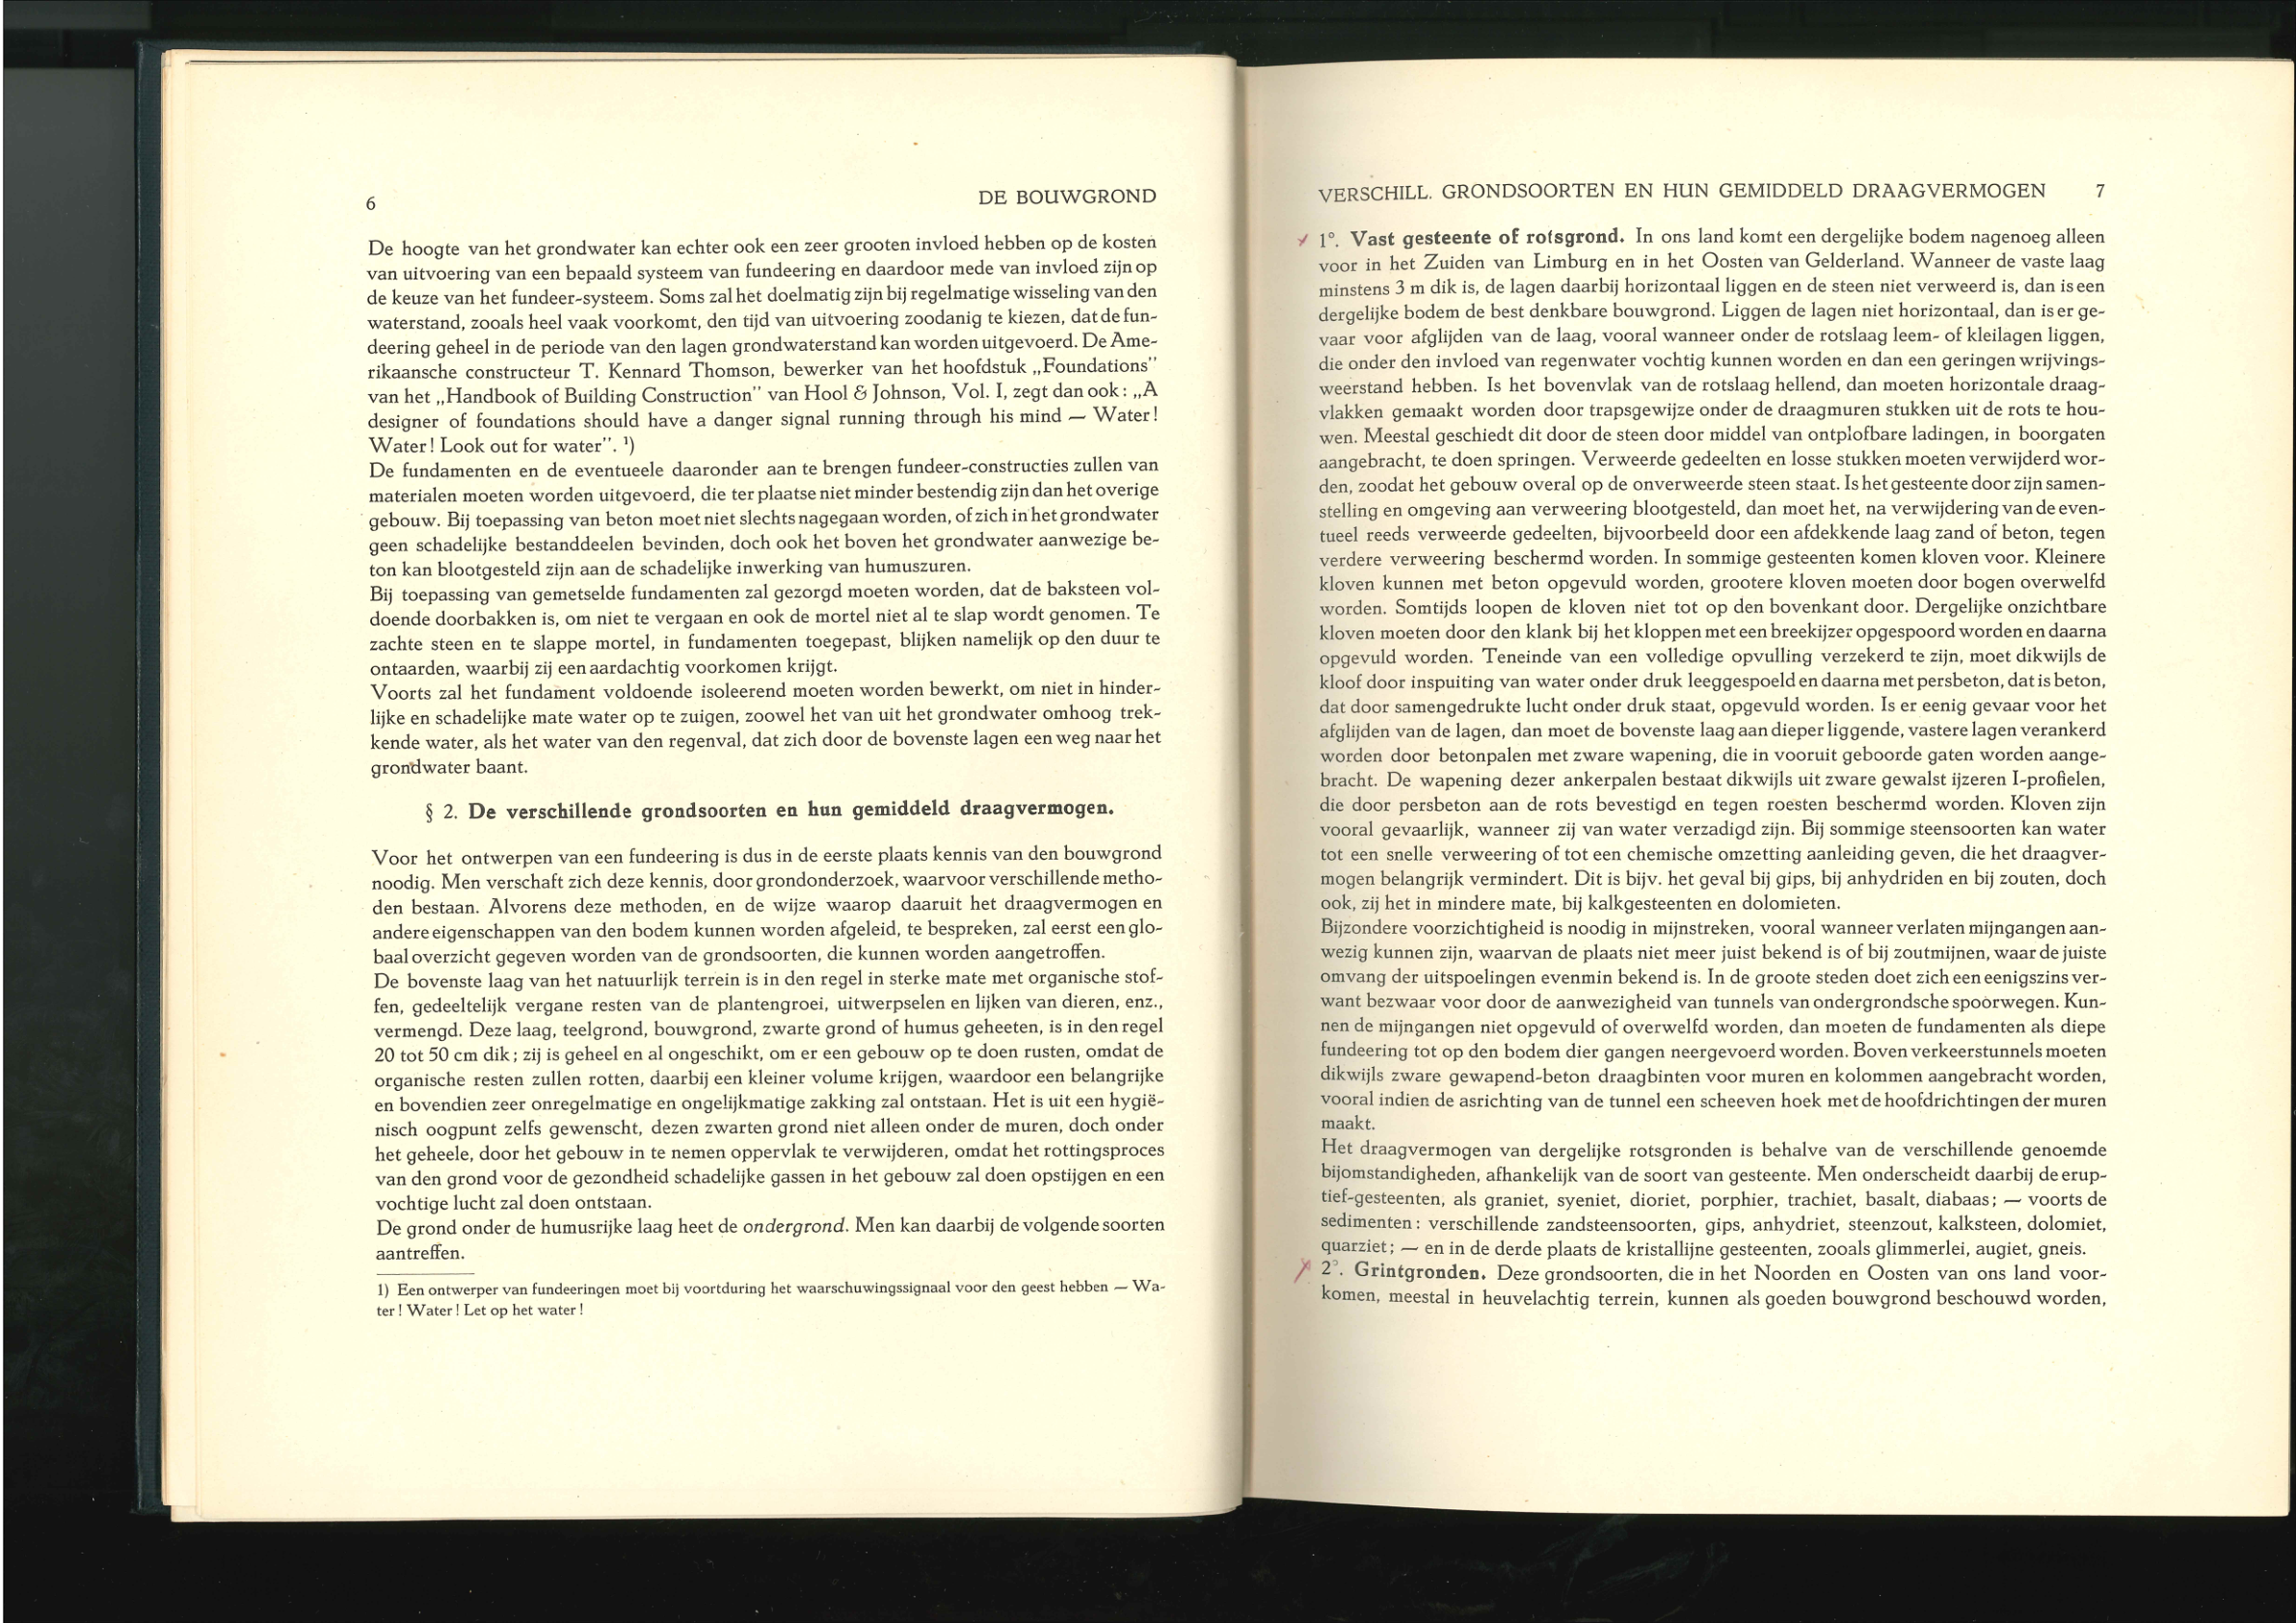 6 DE BOUWGROND
De hoogte van het grondwater kan echter ook een zeer grooten invloed hebben op de kosten
van uitvoering van een bepaald systeem van fundeering en daardoor mede van invloed zijn op
de keuze van het fundeer-systeem. Soms zal het doelmatig zijn bij regelmatige wisseling van den
waterstand, zooals heel vaak voorkomt, den tijd van uitvoering zoodanig te kiezen, dat de fun-
deering geheel in de periode van den lagen grondwaterstand kan worden uitgevoerd. De Ame-
rikaansche constructeur T. Kennard Thomson, bewerker van het hoofdstuk „Foundations”
van het „Handbook of Building Construction” van Hool & Johnson, Vol. I, zegt dan ook: „A
designer of foundations should have a danger signal running through his mind — Water!
Water! Look out for water”. ¹)
De fundamenten en de eventueele daaronder aan te brengen fundeer-constructies zullen van
materialen moeten worden uitgevoerd, die ter plaatse niet minder bestendig zijn dan het overige
gebouw. Bij toepassing van beton moet niet slechts nagegaan worden, of zich in het grondwater
geen schadelijke bestanddeelen bevinden, doch ook het boven het grondwater aanwezige be-
ton kan blootgesteld zijn aan de schadelijke inwerking van humuszuren.
Bij toepassing van gemetselde fundamenten zal gezorgd moeten worden, dat de baksteen vol-
doende doorbakken is, om niet te vergaan en ook de mortel niet al te slap wordt genomen. Te
zachte steen en te slappe mortel, in fundamenten toegepast, blijken namelijk op den duur te
ontaarden, waarbij zij een aardachtig voorkomen krijgt.
Voorts zal het fundament voldoende isoleerend moeten worden bewerkt, om niet in hinder-
lijke en schadelijke mate water op te zuigen, zoowel het van uit het grondwater omhoog trek-
kende water, als het water van den regenval, dat zich door de bovenste lagen een weg naar het
grondwater baant.
§ 2. De verschillende grondsoorten en hun gemiddeld draagvermogen.
Voor het ontwerpen van een fundeering is dus in de eerste plaats kennis van den bouwgrond
noodig. Men verschaft zich deze kennis, door grondonderzoek, waarvoor verschillende metho-
den bestaan. Alvorens deze methoden, en de wijze waarop daaruit het draagvermogen en
andere eigenschappen van den bodem kunnen worden afgeleid, te bespreken, zal eerst een glo-
baal overzicht gegeven worden van de grondsoorten, die kunnen worden aangetroffen.
De bovenste laag van het natuurlijk terrein is in den regel in sterke mate met organische stof-
fen, gedeeltelijk vergane resten van de plantengroei, uitwerpselen en lijken van dieren, enz.,
vermengd. Deze laag, teelgrond, bouwgrond, zwarte grond of humus geheeten, is in den regel
20 tot 50 cm dik; zij is geheel en al ongeschikt, om er een gebouw op te doen rusten, omdat de
organische resten zullen rotten, daarbij een kleiner volume krijgen, waardoor een belangrijke
en bovendien zeer onregelmatige en ongelijkmatige zakking zal ontstaan. Het is uit een hygië-
nisch oogpunt zelfs gewenscht, dezen zwarten grond niet alleen onder de muren, doch onder
het geheele, door het gebouw in te nemen oppervlak te verwijderen, omdat het rottingsproces
van den grond voor de gezondheid schadelijke gassen in het gebouw zal doen opstijgen en een
vochtige lucht zal doen ontstaan.
De grond onder de humusrijke laag heet de ondergrond. Men kan daarbij de volgende soorten
aantreffen.
1) Een ontwerper van fundeeringen moet bij voortduring het waarschuwingssignaal voor den geest hebben — Wa-
ter! Water! Let op het water!
VERSCHILL. GRONDSOORTEN EN HUN GEMIDDELD DRAAGVERMOGEN 7
1°. Vast gesteente of rotsgrond. In ons land komt een dergelijke bodem nagenoeg alleen
voor in het Zuiden van Limburg en in het Oosten van Gelderland. Wanneer de vaste laag
minstens 3 m dik is, de lagen daarbij horizontaal liggen en de steen niet verweerd is, dan is een
dergelijke bodem de best denkbare bouwgrond. Liggen de lagen niet horizontaal, dan is er ge-
vaar voor afglijden van de laag, vooral wanneer onder de rotslaag leem- of kleilagen liggen,
die onder den invloed van regenwater vochtig kunnen worden en dan een geringen wrijvings-
weerstand hebben. Is het bovenvlak van de rotslaag hellend, dan moeten horizontale draag-
vlakken gemaakt worden door trapsgewijze onder de draagmuren stukken uit de rots te hou-
wen. Meestal geschiedt dit door de steen door middel van ontplofbare ladingen, in boorgaten
aangebracht, te doen springen. Verweerde gedeelten en losse stukken moeten verwijderd wor-
den, zoodat het gebouw overal op de onverweerde steen staat. Is het gesteente door zijn samen-
stelling en omgeving aan verweering blootgesteld, dan moet het, na verwijdering van de even-
tueel reeds verweerde gedeelten, bijvoorbeeld door een afdekkende laag zand of beton, tegen
verdere verweering beschermd worden. In sommige gesteenten komen kloven voor. Kleinere
kloven kunnen met beton opgevuld worden, grootere kloven moeten door bogen overwelfd
worden. Somtijds loopen de kloven niet tot op den bovenkant door. Dergelijke onzichtbare
kloven moeten door den klank bij het kloppen met een breekijzer opgespoord worden en daarna
opgevuld worden. Teneinde van een volledige opvulling verzekerd te zijn, moet dikwijls de
kloof door inspuiting van water onder druk leeggespoeld en daarna met persbeton, dat is beton,
dat door samengedrukte lucht onder druk staat, opgevuld worden. Is er eenig gevaar voor het
afglijden van de lagen, dan moet de bovenste laag aan dieper liggende, vastere lagen verankerd
worden door betonpalen met zware wapening, die in vooruit geboorde gaten worden aange-
bracht. De wapening dezer ankerpalen bestaat dikwijls uit zware gewalst ijzeren I-profielen,
die door persbeton aan de rots bevestigd en tegen roesten beschermd worden. Kloven zijn
vooral gevaarlijk, wanneer zij van water verzadigd zijn. Bij sommige steensoorten kan water
tot een snelle verweering of tot een chemische omzetting aanleiding geven, die het draagver-
mogen belangrijk vermindert. Dit is bijv. het geval bij gips, bij anhydriden en bij zouten, doch
ook, zij het in mindere mate, bij kalkgesteenten en dolomieten.
Bijzondere voorzichtigheid is noodig in mijnstreken, vooral wanneer verlaten mijngangen aan-
wezig kunnen zijn, waarvan de plaats niet meer juist bekend is of bij zoutmijnen, waar de juiste
omvang der uitspoelingen evenmin bekend is. In de groote steden doet zich een eenigszins ver-
want bezwaar voor door de aanwezigheid van tunnels van ondergrondsche spoorwegen. Kun-
nen de mijngangen niet opgevuld of overwelfd worden, dan moeten de fundamenten als diepe
fundeering tot op den bodem dier gangen neergevoerd worden. Boven verkeerstunnels moeten
dikwijls zware gewapend-beton draagbinten voor muren en kolommen aangebracht worden,
vooral indien de asrichting van de tunnel een scheeven hoek met de hoofdrichtingen der muren
maakt.
Het draagvermogen van dergelijke rotsgronden is behalve van de verschillende genoemde
bijomstandigheden, afhankelijk van de soort van gesteente. Men onderscheidt daarbij de erup-
tief-gesteenten, als graniet, syeniet, dioriet, porphier, trachiet, basalt, diabaas; — voorts de
sedimenten: verschillende zandsteensoorten, gips, anhydriet, steenzout, kalksteen, dolomiet,
quarziet; — en in de derde plaats de kristallijne gesteenten, zooals glimmerlei, augiet, gneis.
2°. Grintgronden. Deze grondsoorten, die in het Noorden en Oosten van ons land voor-
komen, meestal in heuvelachtig terrein, kunnen als goeden bouwgrond beschouwd worden,